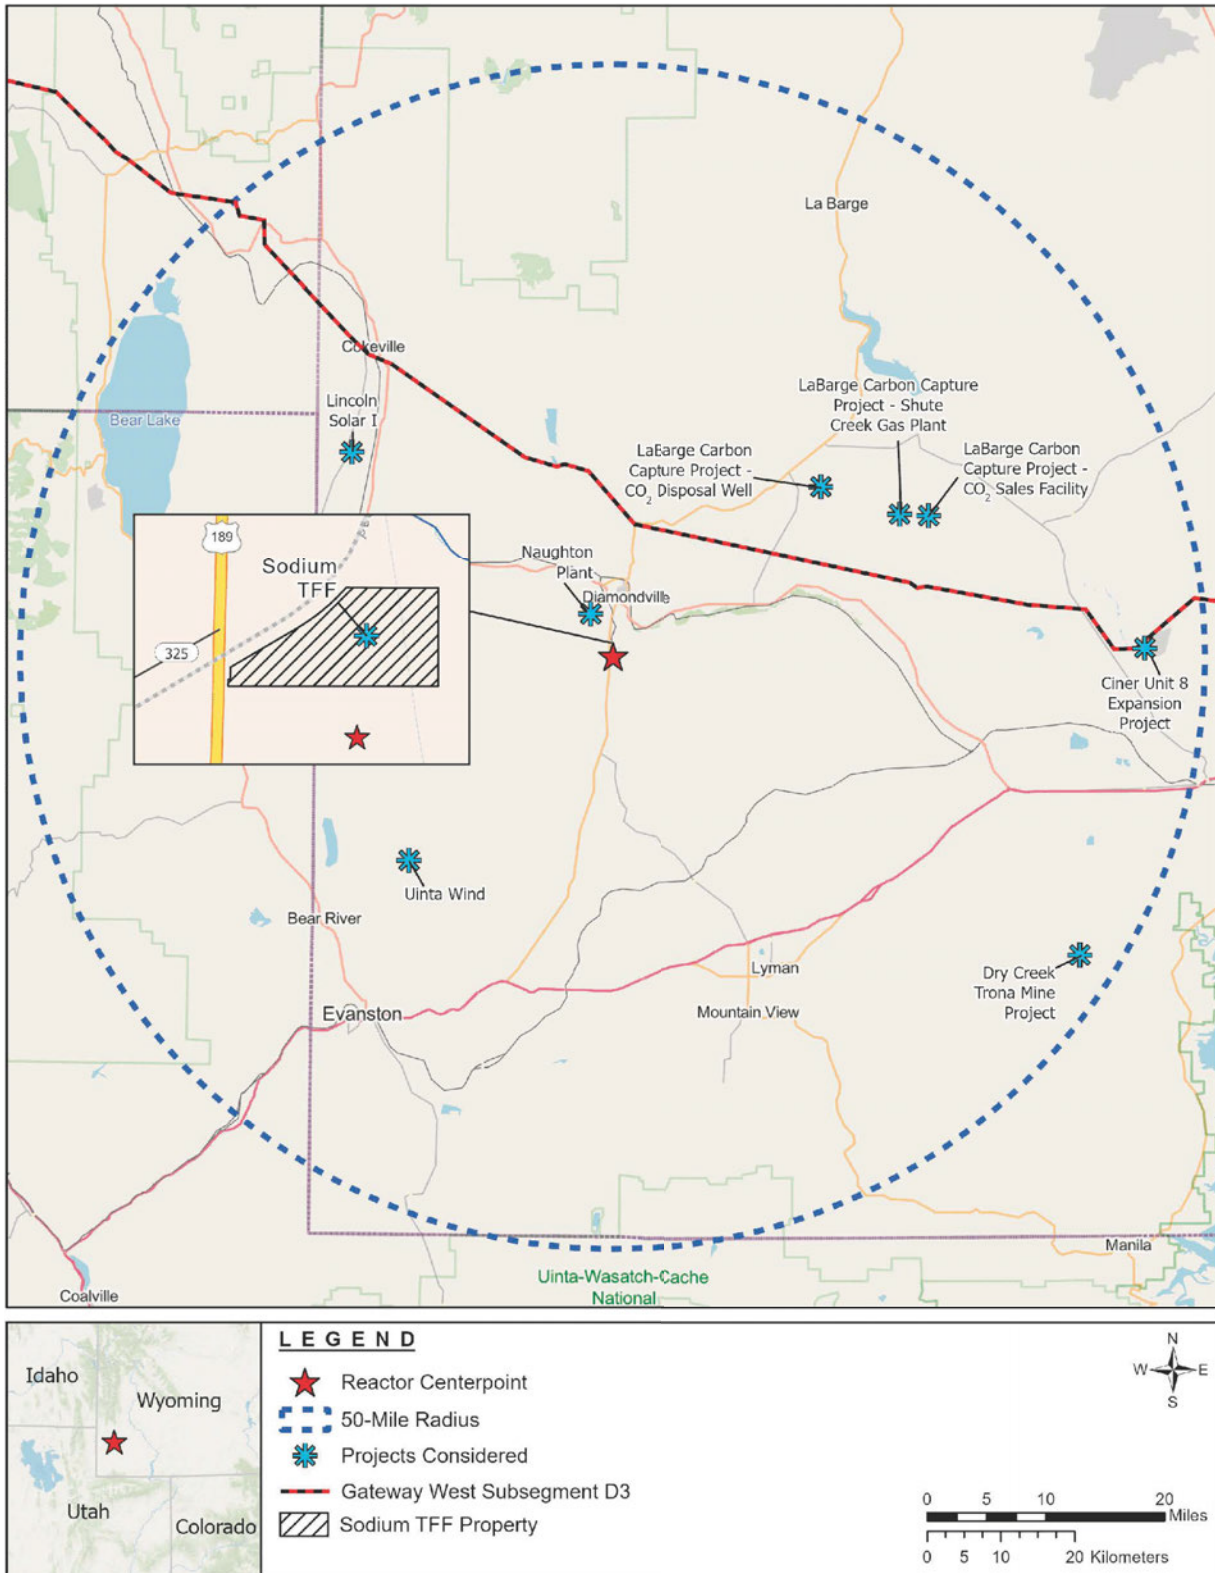 La Barge
Cokeville
Bear Lake
Lincoln
Solar I
LaBarge Carbon Capture
Project - Shute
Creek Gas Plant
LaBarge Carbon
Capture Project -
CO₂ Disposal Well
LaBarge Carbon
Capture Project -
CO₂ Sales Facility
Naughton
Plant
Diamondville
189
Sodium
TFF
325
Ciner Unit 8
Expansion
Project
Uinta Wind
Bear River
Evanston
Lyman
Mountain View
Dry Creek
Trona Mine
Project
Manila
Uinta-Wasatch-Cache
National
Coalville
Idaho
Wyoming
Utah
Colorado
LEGEND
Reactor Centerpoint
50-Mile Radius
Projects Considered
Gateway West Subsegment D3
Sodium TFF Property
N
W E
S
0 5 10 20
Miles
0 5 10 20 Kilometers